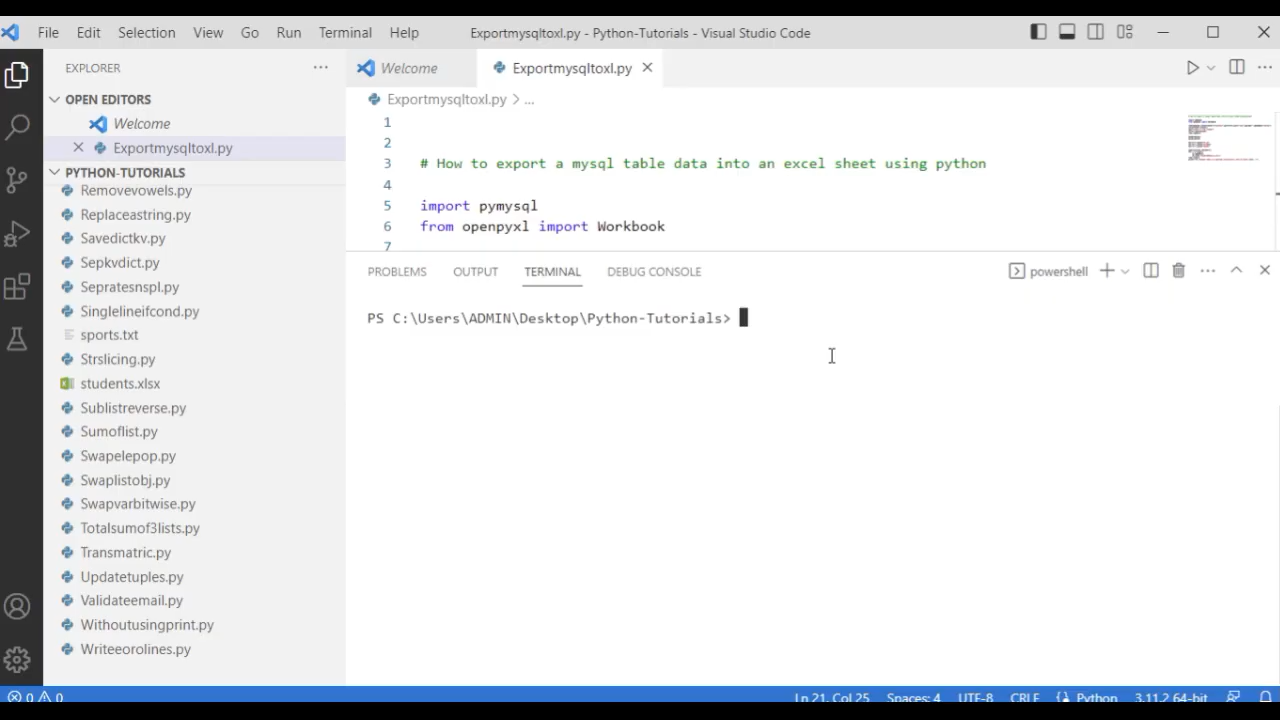 File Edit Selection View Go Run Terminal Help
Exportmysqltoxl.py - Python-Tutorials - Visual Studio Code
EXPLORER
OPEN EDITORS
Welcome
Exportmysqltoxl.py
PYTHON-TUTORIALS
Removevowels.py
Replaceastring.py
Savedictkv.py
Sepkvdict.py
Sepratesnspl.py
Singlelineifcond.py
sports.txt
Strslicing.py
students.xlsx
Sublistreverse.py
Sumoflist.py
Swapelepop.py
Swaplistobj.py
Swapvarbitwise.py
Totalsumof3lists.py
Transmatric.py
Updatetuples.py
Validateemail.py
Withoutusingprint.py
Writeeorolines.py
Welcome Exportmysqltoxl.py
Exportmysqltoxl.py > ...
1
2
3 # How to export a mysql table data into an excel sheet using python
4
5 import pymysql
6 from openpyxl import Workbook
7
PROBLEMS OUTPUT TERMINAL DEBUG CONSOLE
powershell
PS C:\Users\ADMIN\Desktop\Python-Tutorials>
0 0 Ln 21, Col 25 Spaces: 4 UTF-8 CRLF Python 3.11.2 64-bit